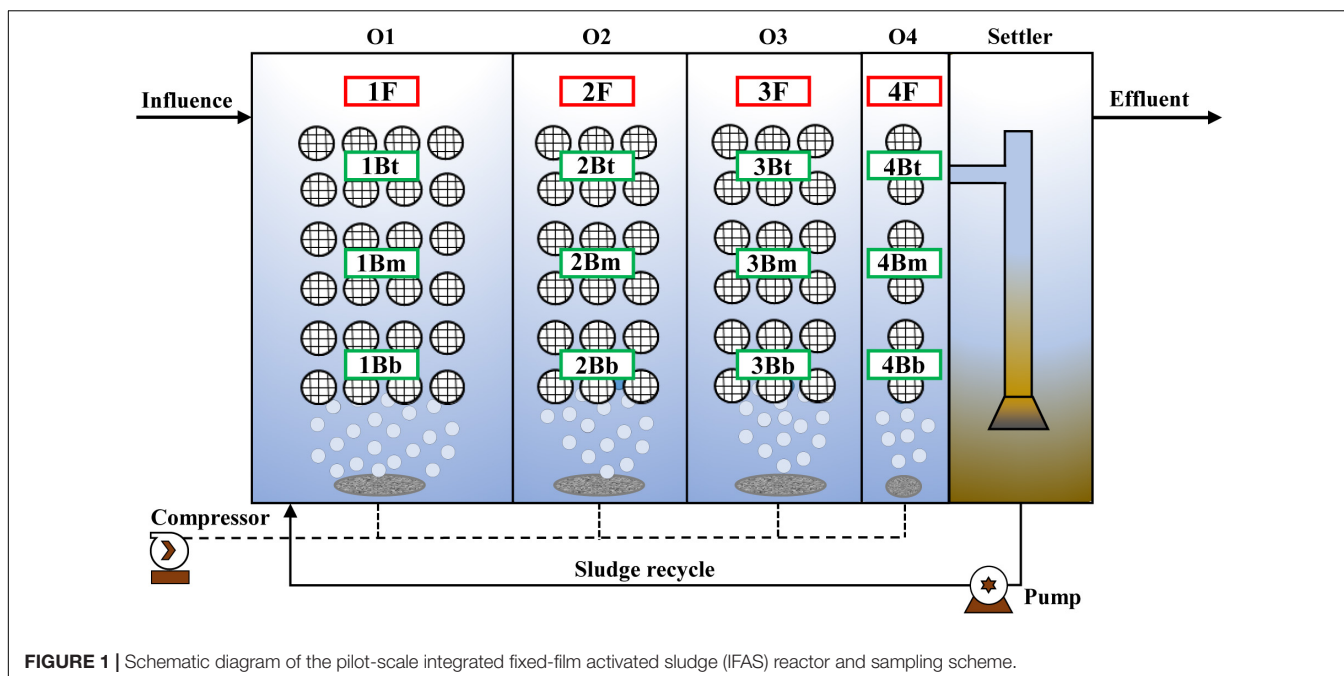 O1 O2 O3 O4 Settler
1F 2F 3F 4F
Influence Effluent
1Bt 2Bt 3Bt 4Bt
1Bm 2Bm 3Bm 4Bm
1Bb 2Bb 3Bb 4Bb
Compressor
Sludge recycle
Pump
FIGURE 1 | Schematic diagram of the pilot-scale integrated fixed-film activated sludge (IFAS) reactor and sampling scheme.